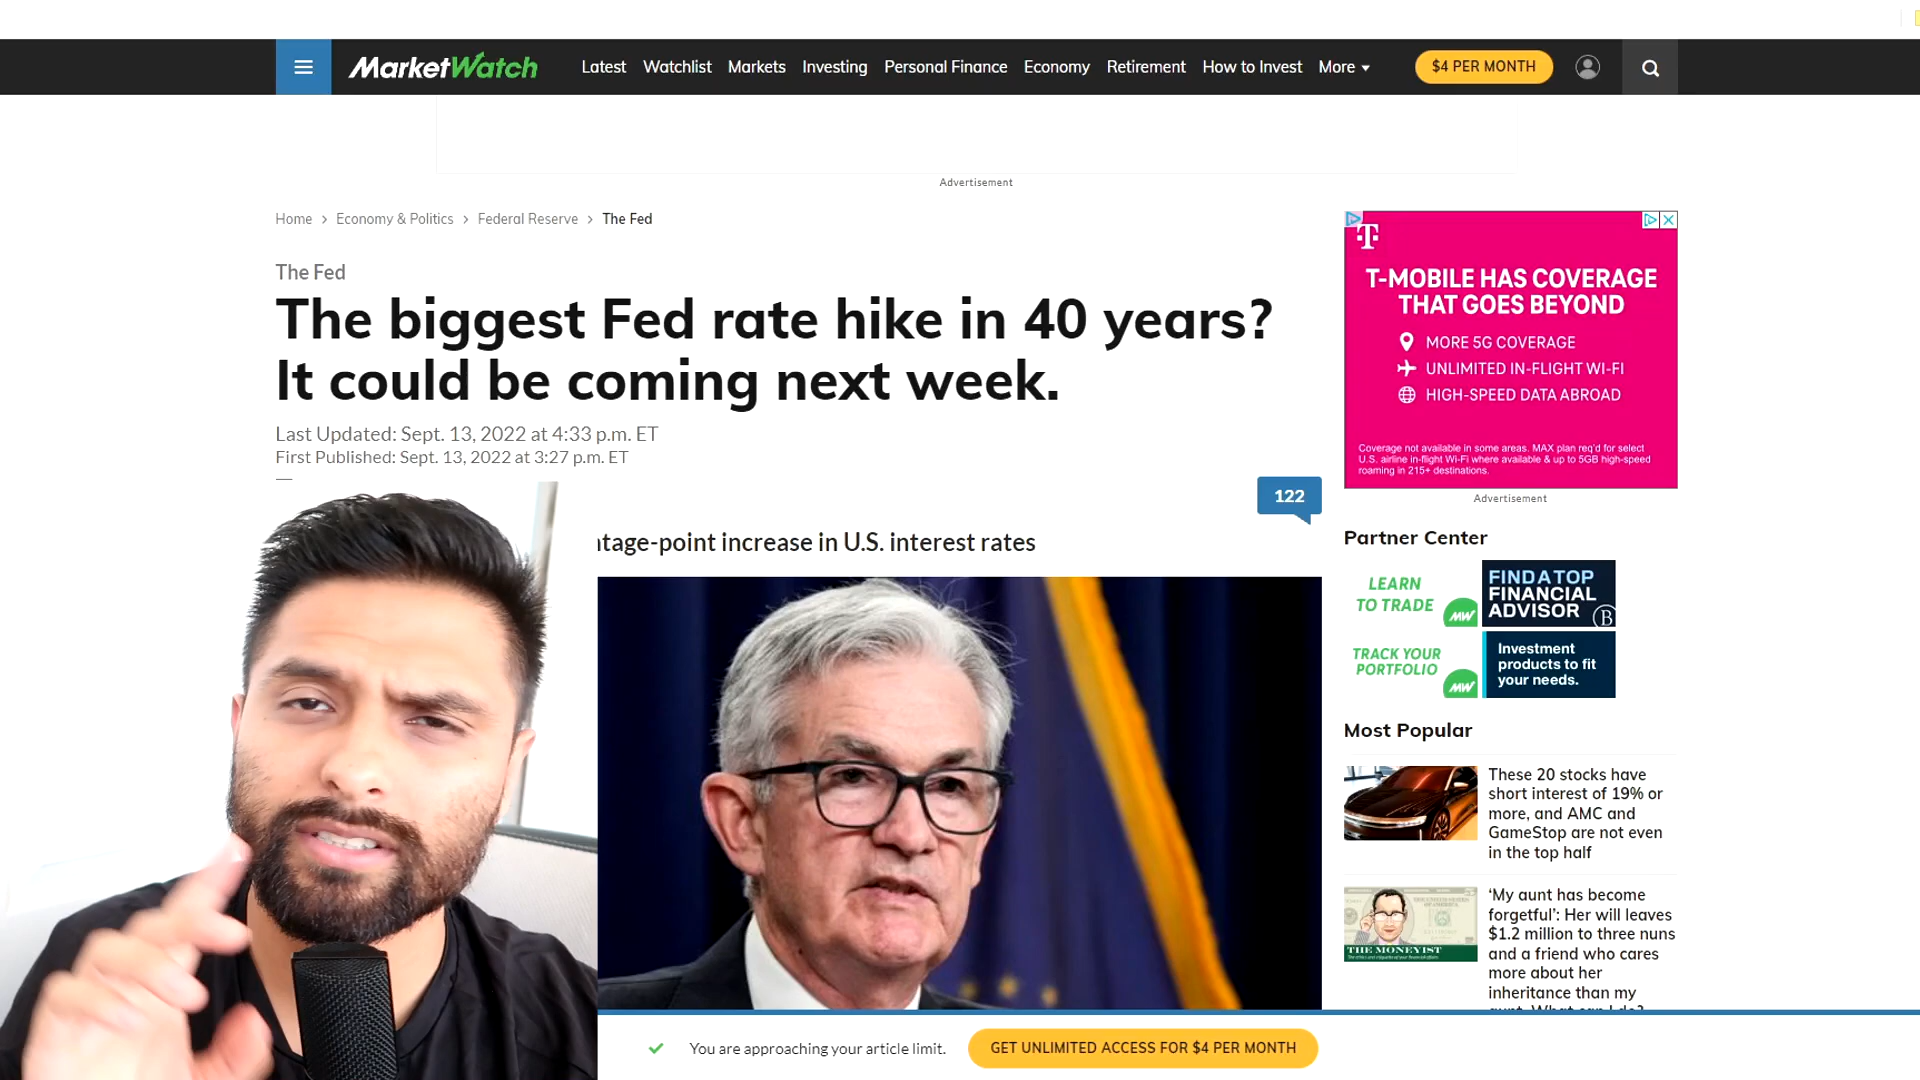 MarketWatch
Latest Watchlist Markets Investing Personal Finance Economy Retirement How to Invest More
$4 PER MONTH
Advertisement
Home > Economy & Politics > Federal Reserve > The Fed
The Fed
The biggest Fed rate hike in 40 years?
It could be coming next week.
Last Updated: Sept. 13, 2022 at 4:33 p.m. ET
First Published: Sept. 13, 2022 at 3:27 p.m. ET
122
tage-point increase in U.S. interest rates
T
T-MOBILE HAS COVERAGE
THAT GOES BEYOND
MORE 5G COVERAGE
UNLIMITED IN-FLIGHT WI-FI
HIGH-SPEED DATA ABROAD
Coverage not available in some areas. MAX plan req'd for select
U.S. airline in-flight Wi-Fi where available & up to 5GB high-speed
roaming in 215+ destinations.
Advertisement
Partner Center
LEARN
TO TRADE
MW
FIND A TOP
FINANCIAL
ADVISOR
B
TRACK YOUR
PORTFOLIO
MW
Investment
products to fit
your needs.
Most Popular
These 20 stocks have
short interest of 19% or
more, and AMC and
GameStop are not even
in the top half
THE MONEYIST
‘My aunt has become
forgetful’: Her will leaves
$1.2 million to three nuns
and a friend who cares
more about her
inheritance than my
aunt. What can I do?
You are approaching your article limit.
GET UNLIMITED ACCESS FOR $4 PER MONTH